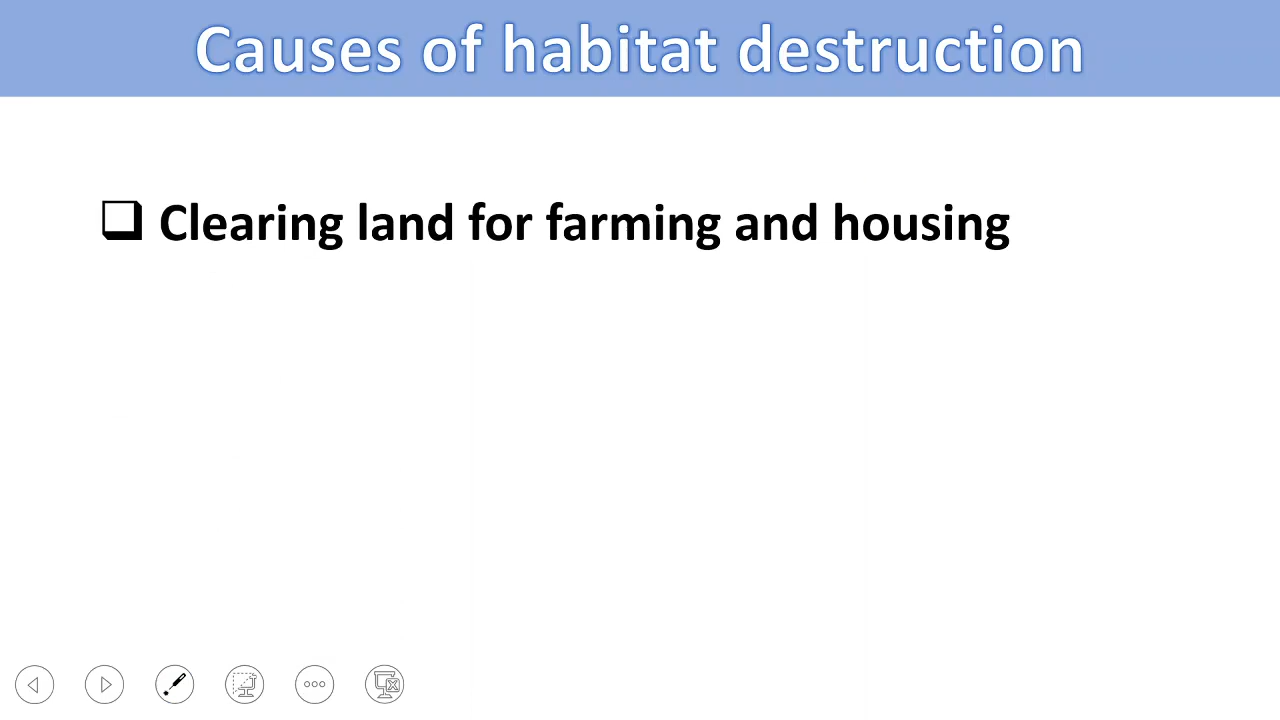 Causes of habitat destruction
❑ Clearing land for farming and housing